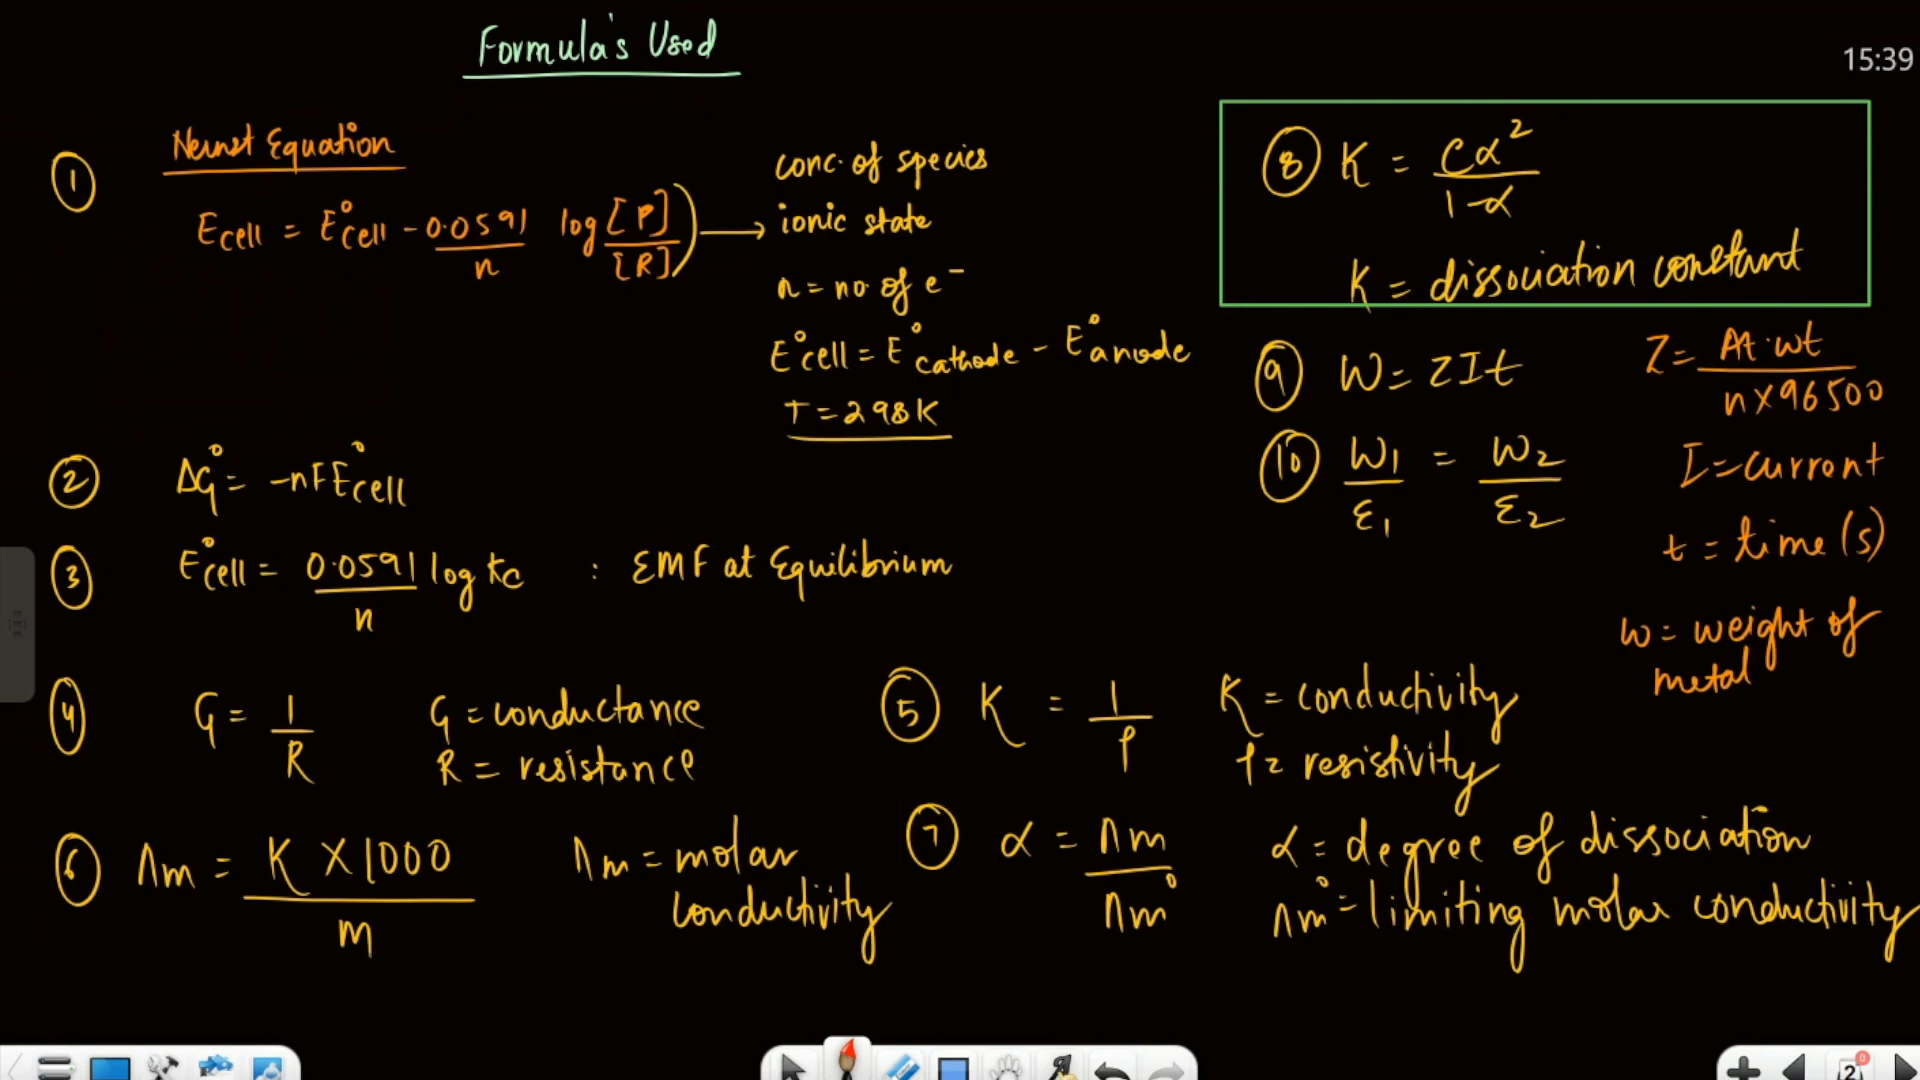 Formula's Used
15:39
① Nernst Equation
Ecell = E°cell - 0.0591/n log [P]/[R] →
conc. of species
ionic state
n = no. of e⁻
E°cell = E°cathode - E°anode
T = 298K
② ΔG° = -nFE°cell
③ E°cell = 0.0591/n log Kc : EMF at Equilibrium
④ G = 1/R
G = conductance
R = resistance
⑤ K = 1/ρ
K = conductivity
ρ = resistivity
⑥ Λm = K X 1000/M
Λm = molar
conductivity
⑦ α = Λm/Λm°
α = degree of dissociation
Λm° = limiting molar conductivity
⑧ K = Cα²/1-α
K = dissociation constant
⑨ W = ZIt
Z = At. wt/n X 96500
⑩ W₁/E₁ = W₂/E₂
I = current
t = time (s)
W = weight of
metal
2
0